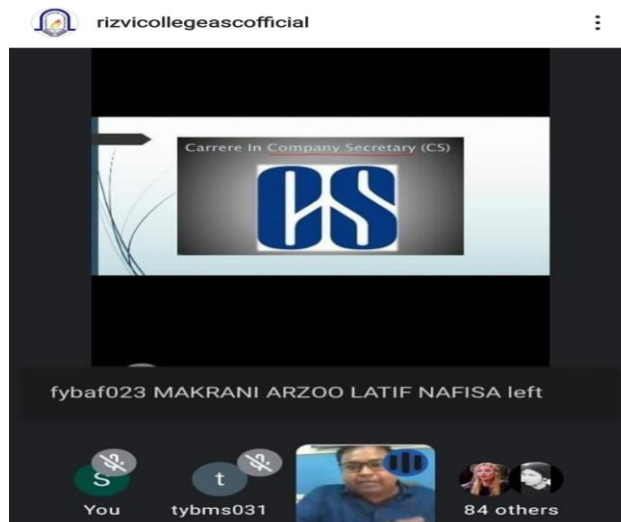 rizvicollegeascofficial
Carrere In Company Secretary (CS)
CS
fybaf023 MAKRANI ARZOO LATIF NAFISA left
S
t
You
tybms031
84 others